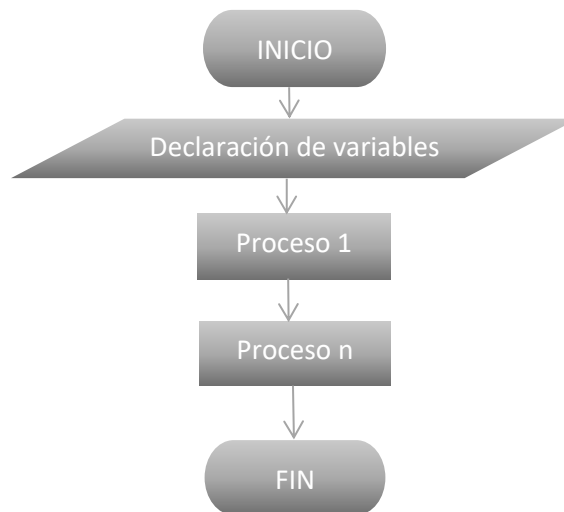 INICIO
Declaración de variables
Proceso 1
Proceso n
FIN